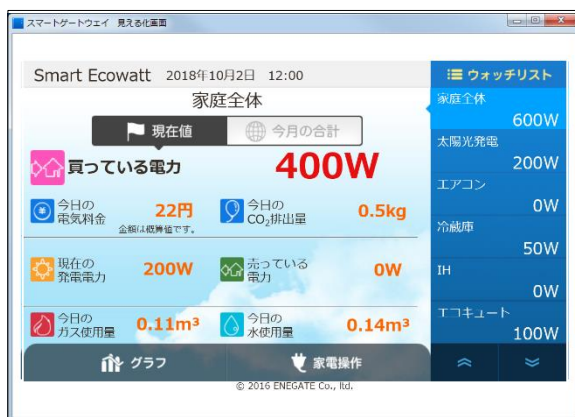 スマートゲートウェイ 見える化画面
Smart Ecowatt 2018年10月2日 12:00
家庭全体
現在値
今月の合計
買っている電力
400W
今日の
電気料金
22円
金額は概算値です。
今日の
CO₂排出量
0.5kg
現在の
発電電力
200W
売っている
電力
0W
今日の
ガス使用量
0.11m³
今日の
水使用量
0.14m³
グラフ
家電操作
ウォッチリスト
家庭全体
600W
太陽光発電
200W
エアコン
0W
冷蔵庫
50W
IH
0W
エコキュート
100W
© 2016 ENEGATE Co., ltd.